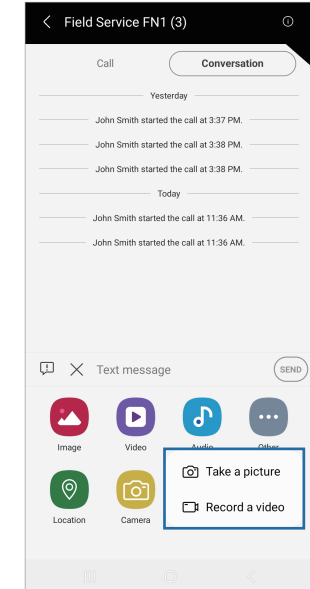 Field Service FN1 (3)
Call
Conversation
Yesterday
John Smith started the call at 3:37 PM.
John Smith started the call at 3:38 PM.
John Smith started the call at 3:38 PM.
Today
John Smith started the call at 11:36 AM.
John Smith started the call at 11:36 AM.
Text message
SEND
Image
Video
Audio
Other
Take a picture
Record a video
Location
Camera